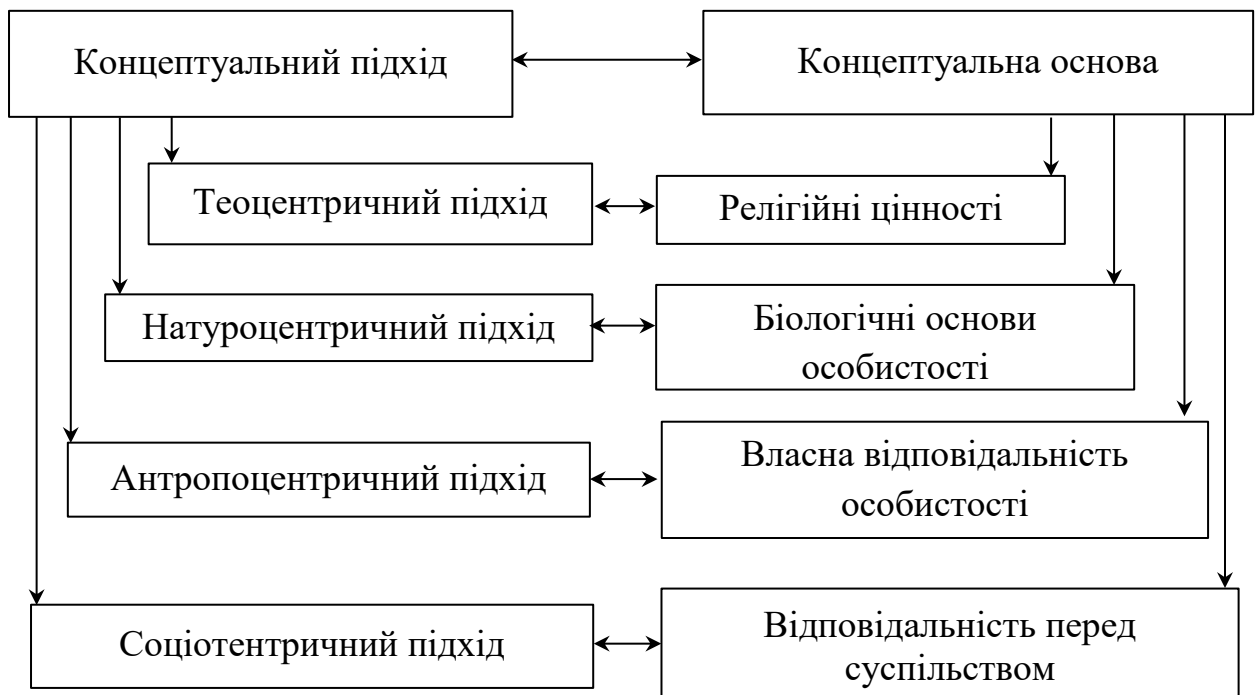 Концептуальний підхід
Концептуальна основа
Теоцентричний підхід
Релігійні цінності
Натуроцентричний підхід
Біологічні основи
особистості
Антропоцентричний підхід
Власна відповідальність
особистості
Соціотентричний підхід
Відповідальність перед
суспільством